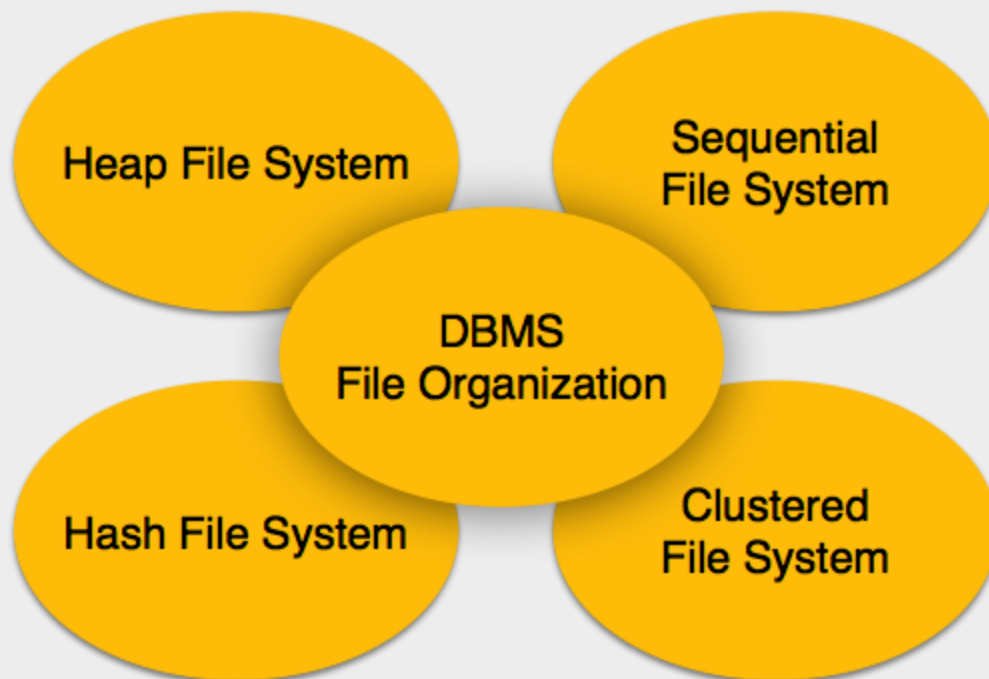 Heap File System
Sequential
File System
DBMS
File Organization
Hash File System
Clustered
File System